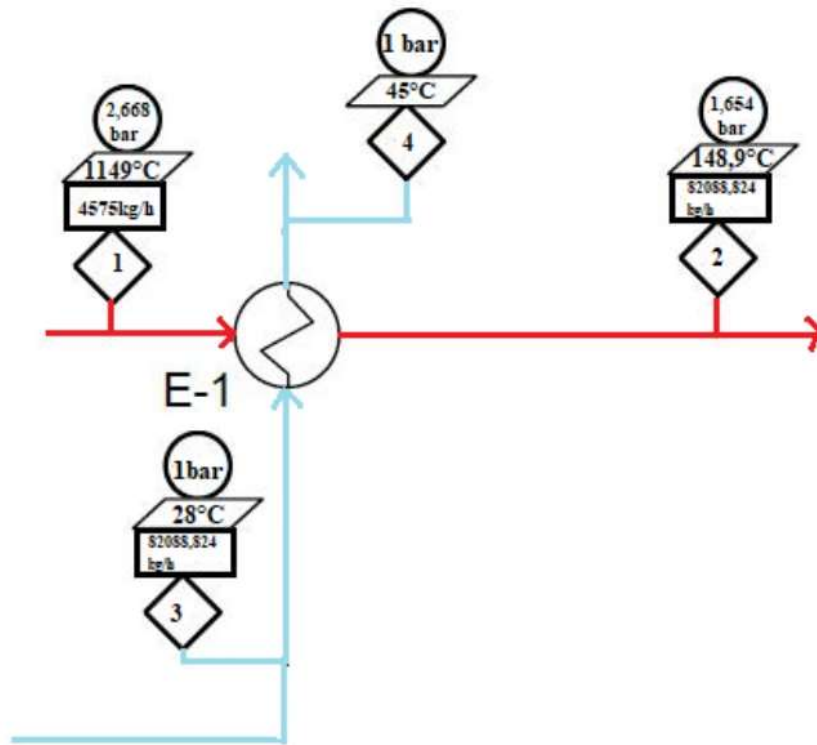 1 bar
45°C
4
2,668
bar
1149°C
4575kg/h
1
1,654
bar
148,9°C
82088,824
kg/h
2
E-1
1bar
28°C
82088,824
kg/h
3